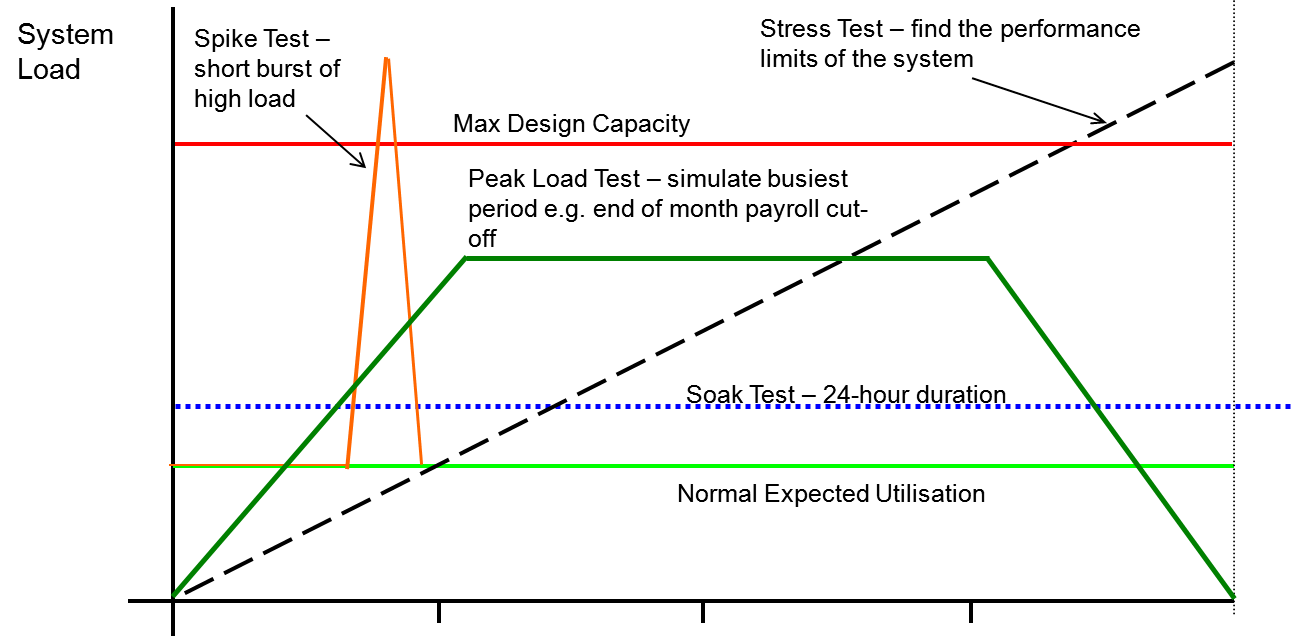 System
Load
Spike Test –
short burst of
high load
Stress Test – find the performance
limits of the system
Max Design Capacity
Peak Load Test – simulate busiest
period e.g. end of month payroll cut-
off
Soak Test – 24-hour duration
Normal Expected Utilisation